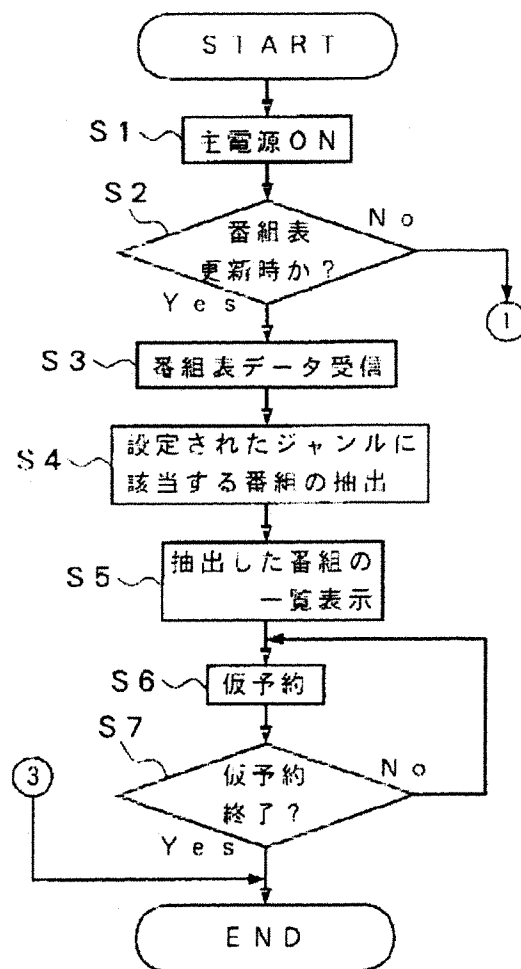 START
S1
主電源ON
S2
番組表
更新時か？
No
Yes
1
S3
番組表データ受信
S4
設定されたジャンルに
該当する番組の抽出
S5
抽出した番組の
一覧表示
S6
仮予約
S7
仮予約
終了？
No
Yes
3
END